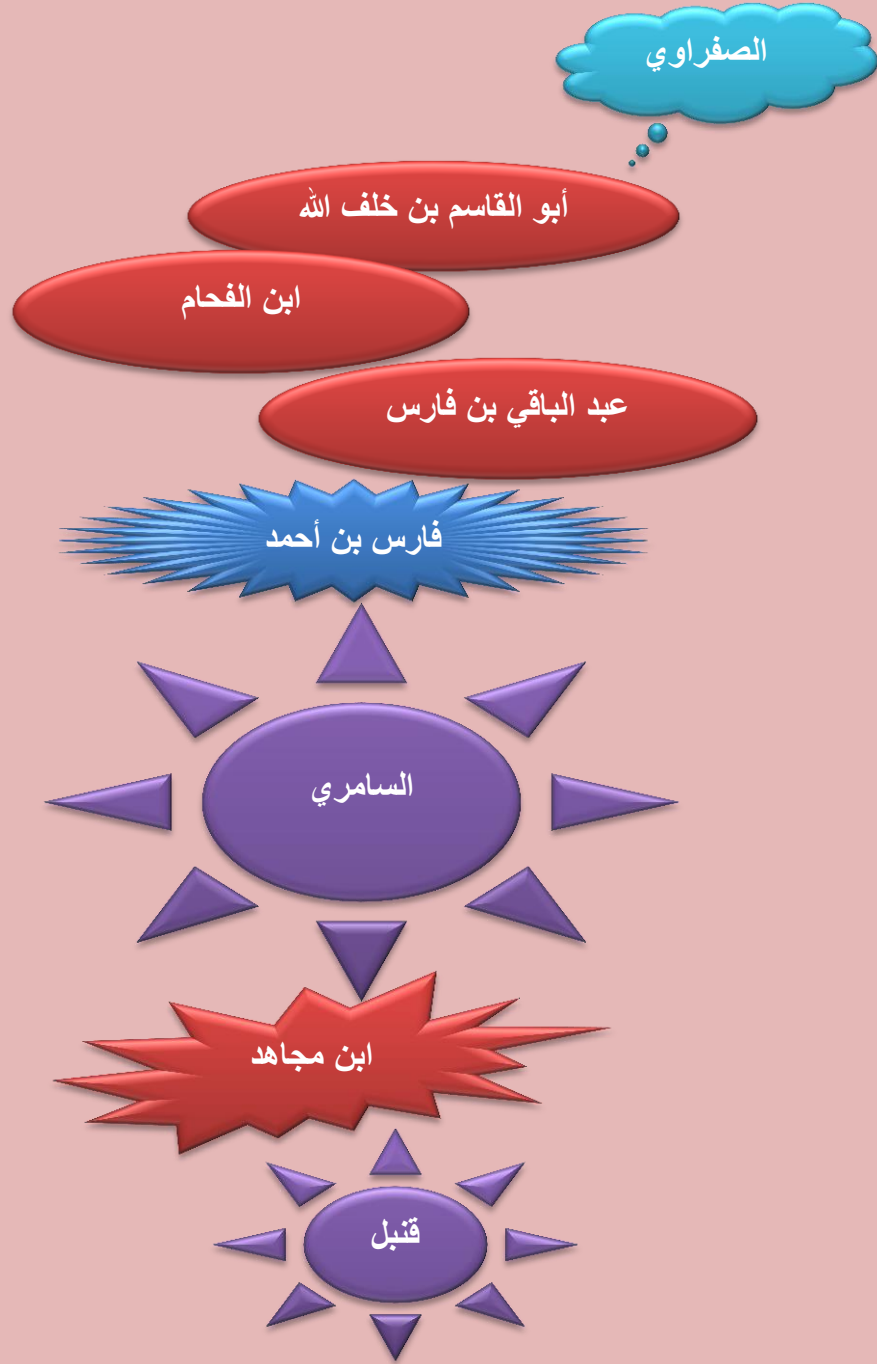 الصفراوي
أبو القاسم بن خلف الله
ابن الفحام
عبد الباقي بن فارس
فارس بن أحمد
السامري
ابن مجاهد
قنبل